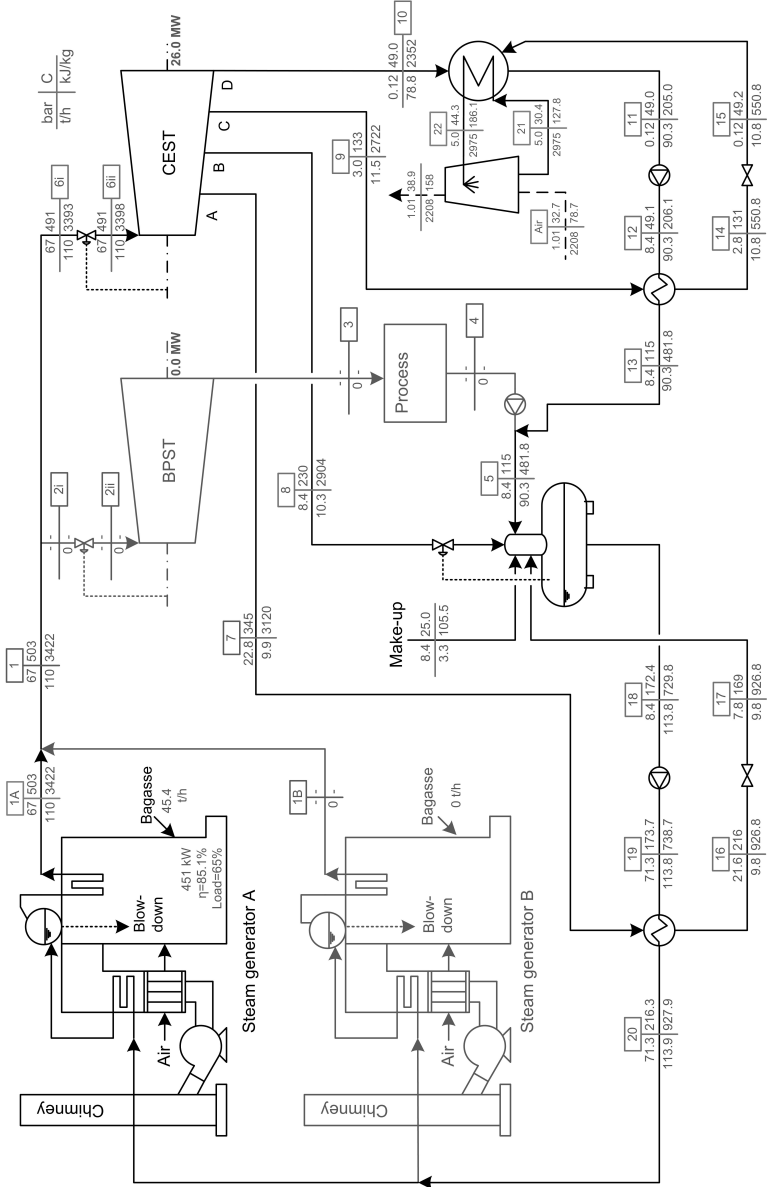 Chimney
Air
Steam generator A
Blow-
down
451 kW
η=85.1%
Load=65%
Bagasse
45.4
t/h
1A
67 503
110 3422
1
67 503
110 3422
2i
- -
0
2ii
- -
0
BPST
0.0 MW
bar C
t/h kJ/kg
6i
67 491
110 3393
6ii
67 491
110 3398
CEST
26.0 MW
A
B
C
D
Chimney
Air
Steam generator B
Blow-
down
Bagasse
0 t/h
1B
- -
0
7
22.8 345
9.9 3120
8
8.4 230
10.3 2904
3
- -
0
Process
4
- -
0
9
3.0 133
11.5 2722
10
0.12 49.0
78.8 2352
1.01 38.9
2208 158
22
5.0 44.3
2975 186.1
21
5.0 30.4
2975 127.8
Air
1.01 32.7
2208 78.7
Make-up
8.4 25.0
3.3 105.5
5
8.4 115
90.3 481.8
20
71.3 216.3
113.9 927.9
19
71.3 173.7
113.8 738.7
18
8.4 172.4
113.8 729.8
13
8.4 115
90.3 481.8
12
8.4 49.1
90.3 206.1
11
0.12 49.0
90.3 205.0
16
21.6 216
9.8 926.8
17
7.8 169
9.8 926.8
14
2.8 131
10.8 550.8
15
0.12 49.2
10.8 550.8